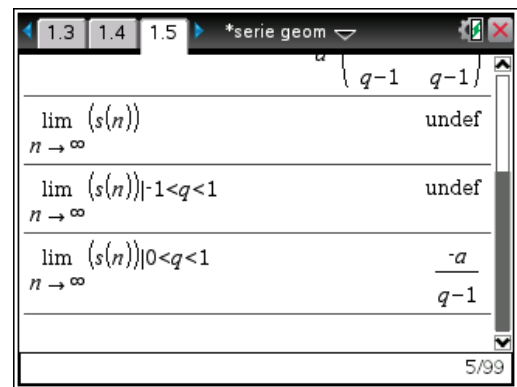 1.3 1.4 1.5 *serie geom
a ( q-1 q-1 )
lim (s(n)) undef
n → ∞
lim (s(n))|-1<q<1 undef
n → ∞
lim (s(n))|0<q<1 -a/(q-1)
n → ∞
5/99